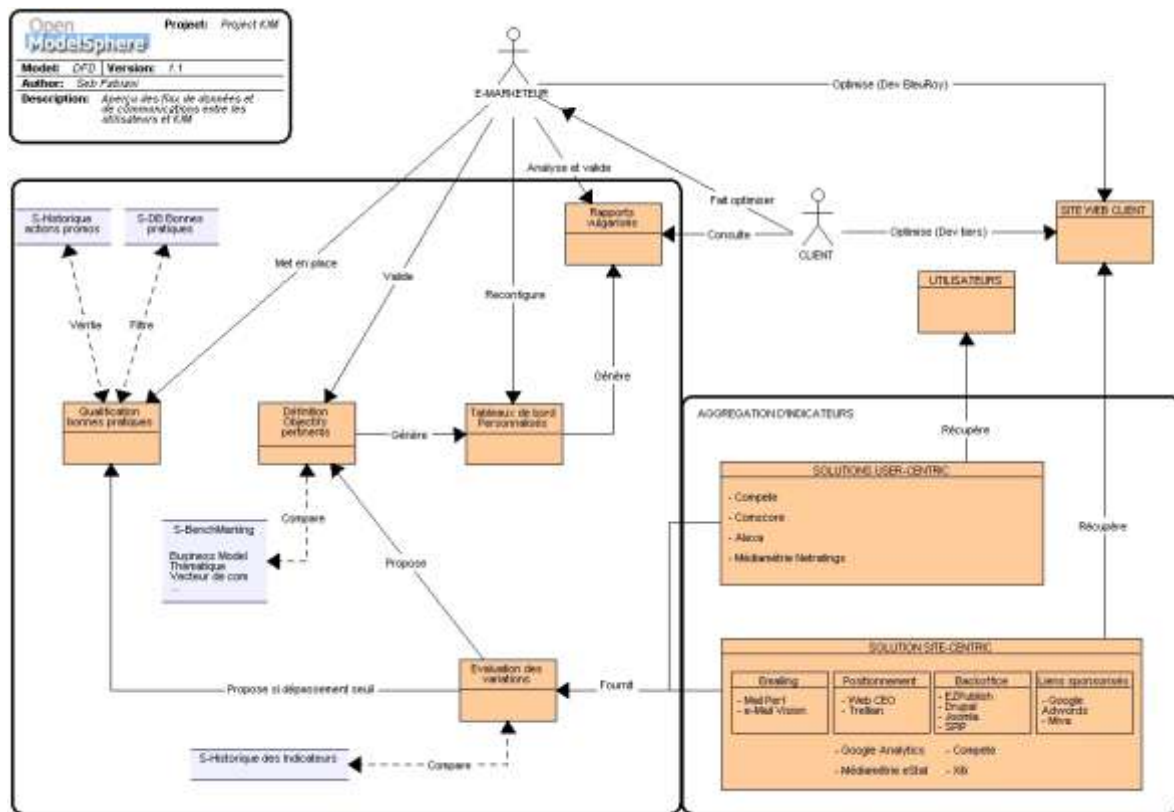 Open
ModelSphere
Project: Project KIM
Model: DFD Version: 1.1
Author: Seb Fabiani
Description: Aperçu des flux de données et
de communications entre les
utilisateurs et KIM
E-MARKETEUR
Optimise (Dev BleuRoy)
Analyse et valide
Fait optimiser
S-Historique
actions promos
S-DB Bonnes
pratiques
Rapports
vulgarisés
Consulte
CLIENT
Optimise (Dev tiers)
SITE WEB CLIENT
Met en place
Valide
Reconfigure
UTILISATEURS
Vérifie
Filtre
Génère
Qualification
bonnes pratiques
Définition
Objectifs
pertinents
Génère
Tableaux de bord
Personnalisés
AGGREGATION D'INDICATEURS
Récupère
SOLUTIONS USER-CENTRIC
- Compete
- Comscore
- Alexa
- Médiamétrie Netratings
Récupère
Compare
S-BenchMarking
Business Model
Thématique
Vecteur de com
...
Propose
SOLUTION SITE-CENTRIC
Evaluation des
variations
Propose si dépassement seuil
Fournit
Emailing
- Mail Perf
- e-Mail Vision
Positionnement
- Web CEO
- Trellian
Backoffice
- EZPublish
- Drupal
- Joomla
- SPIP
Liens sponsorisés
- Google
Adwords
- Miva
- Google Analytics
- Compete
- Médiamétrie eStat
- Xiti
S-Historique des Indicateurs
Compare